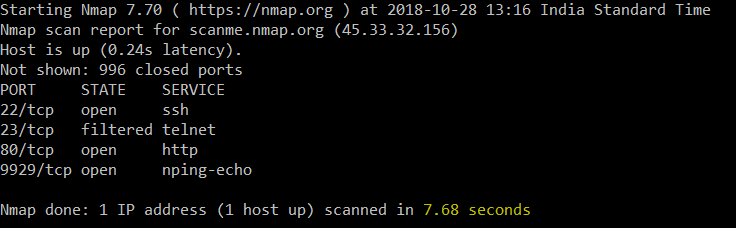 Starting Nmap 7.70 ( https://nmap.org ) at 2018-10-28 13:16 India Standard Time
Nmap scan report for scanme.nmap.org (45.33.32.156)
Host is up (0.24s latency).
Not shown: 996 closed ports
PORT     STATE    SERVICE
22/tcp   open     ssh
23/tcp   filtered telnet
80/tcp   open     http
9929/tcp open     nping-echo
Nmap done: 1 IP address (1 host up) scanned in 7.68 seconds